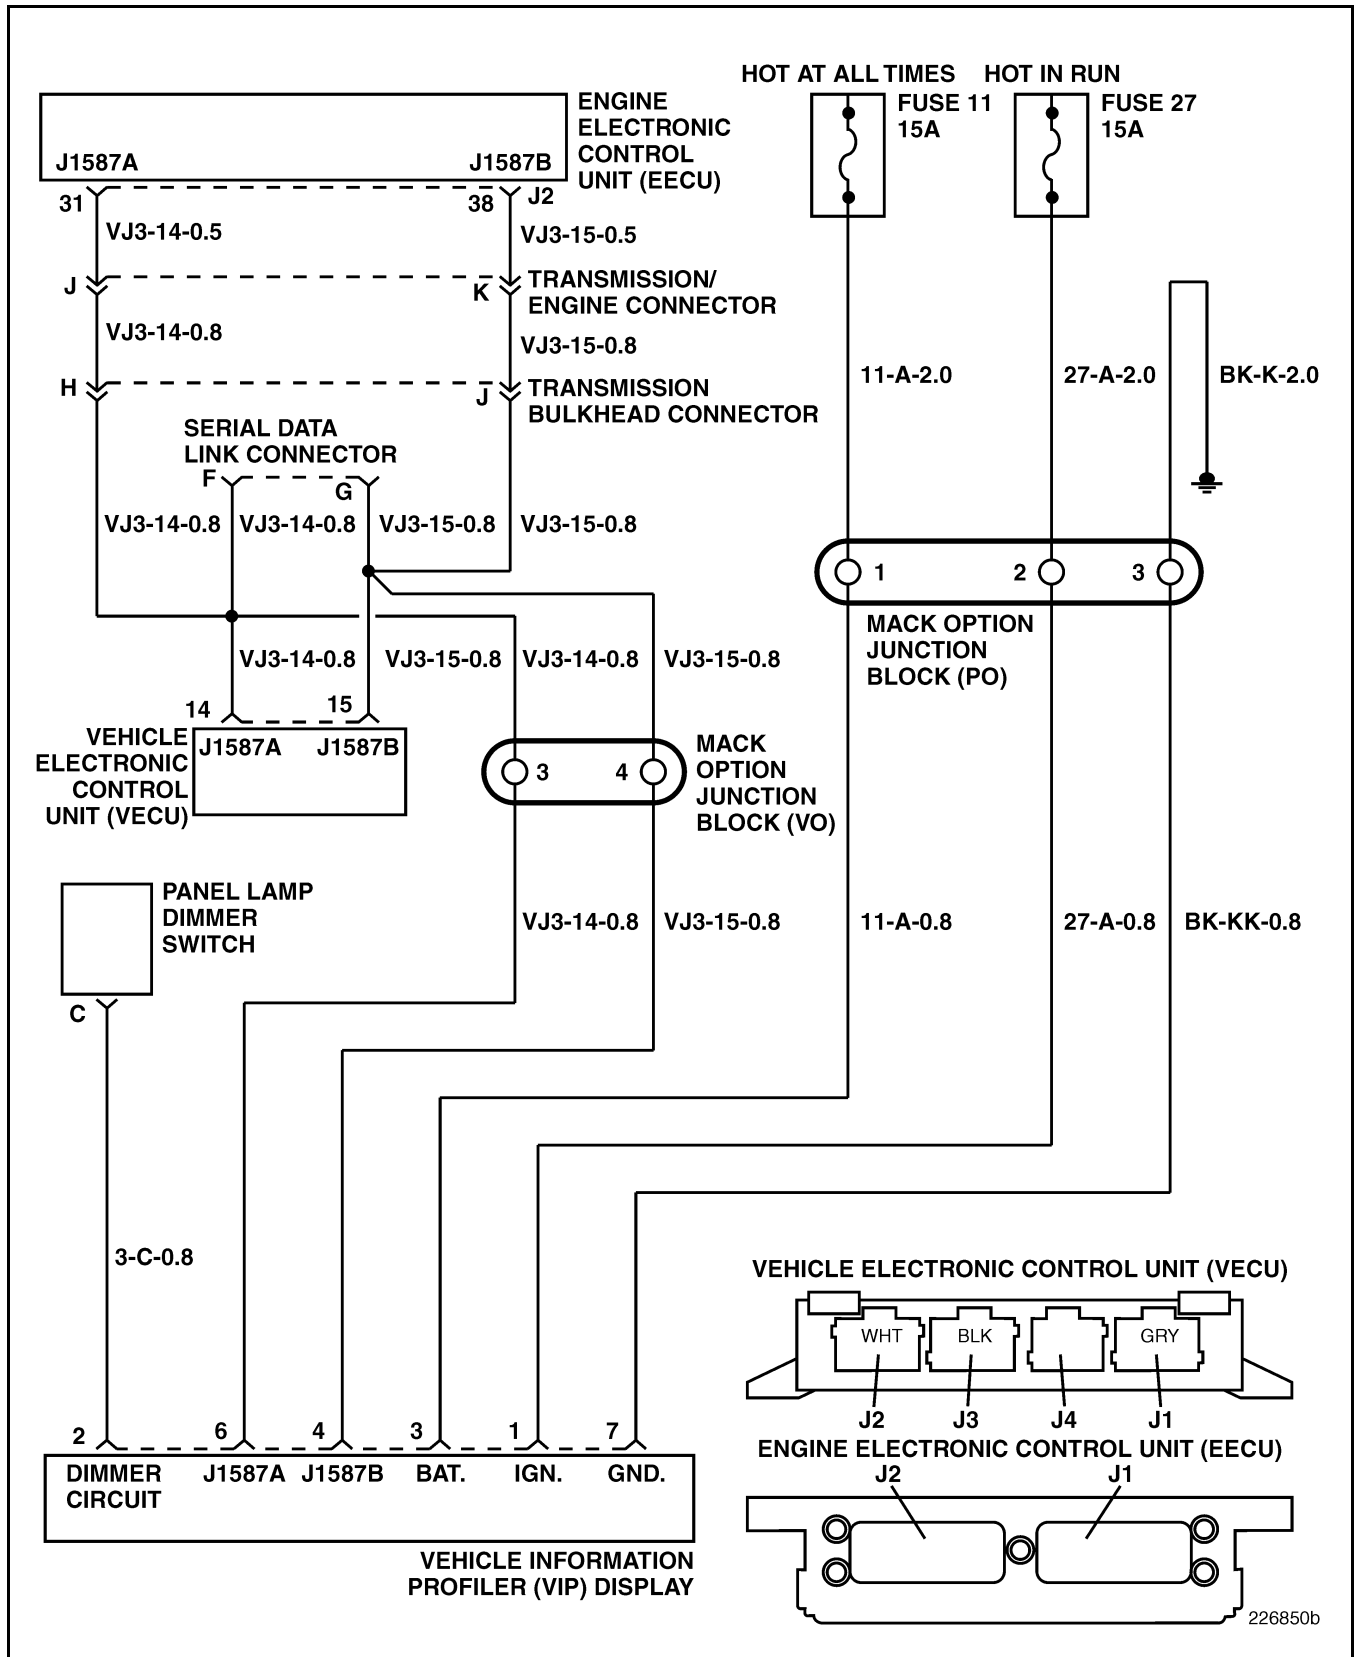 HOT AT ALL TIMES
HOT IN RUN
FUSE 11
15A
FUSE 27
15A
ENGINE
ELECTRONIC
CONTROL
UNIT (EECU)
J1587A
J1587B
31
38
J2
VJ3-14-0.5
VJ3-15-0.5
J
K
TRANSMISSION/
ENGINE CONNECTOR
VJ3-14-0.8
VJ3-15-0.8
H
J
TRANSMISSION
BULKHEAD CONNECTOR
11-A-2.0
27-A-2.0
BK-K-2.0
SERIAL DATA
LINK CONNECTOR
F
G
VJ3-14-0.8
VJ3-14-0.8
VJ3-15-0.8
VJ3-15-0.8
1
2
3
MACK OPTION
JUNCTION
BLOCK (PO)
VJ3-14-0.8
VJ3-15-0.8
VJ3-14-0.8
VJ3-15-0.8
14
15
VEHICLE
ELECTRONIC
CONTROL
UNIT (VECU)
J1587A
J1587B
3
4
MACK
OPTION
JUNCTION
BLOCK (VO)
PANEL LAMP
DIMMER
SWITCH
C
VJ3-14-0.8
VJ3-15-0.8
11-A-0.8
27-A-0.8
BK-KK-0.8
3-C-0.8
2
6
4
3
1
7
DIMMER
CIRCUIT
J1587A
J1587B
BAT.
IGN.
GND.
VEHICLE INFORMATION
PROFILER (VIP) DISPLAY
VEHICLE ELECTRONIC CONTROL UNIT (VECU)
WHT
BLK
GRY
J2
J3
J4
J1
ENGINE ELECTRONIC CONTROL UNIT (EECU)
J2
J1
226850b